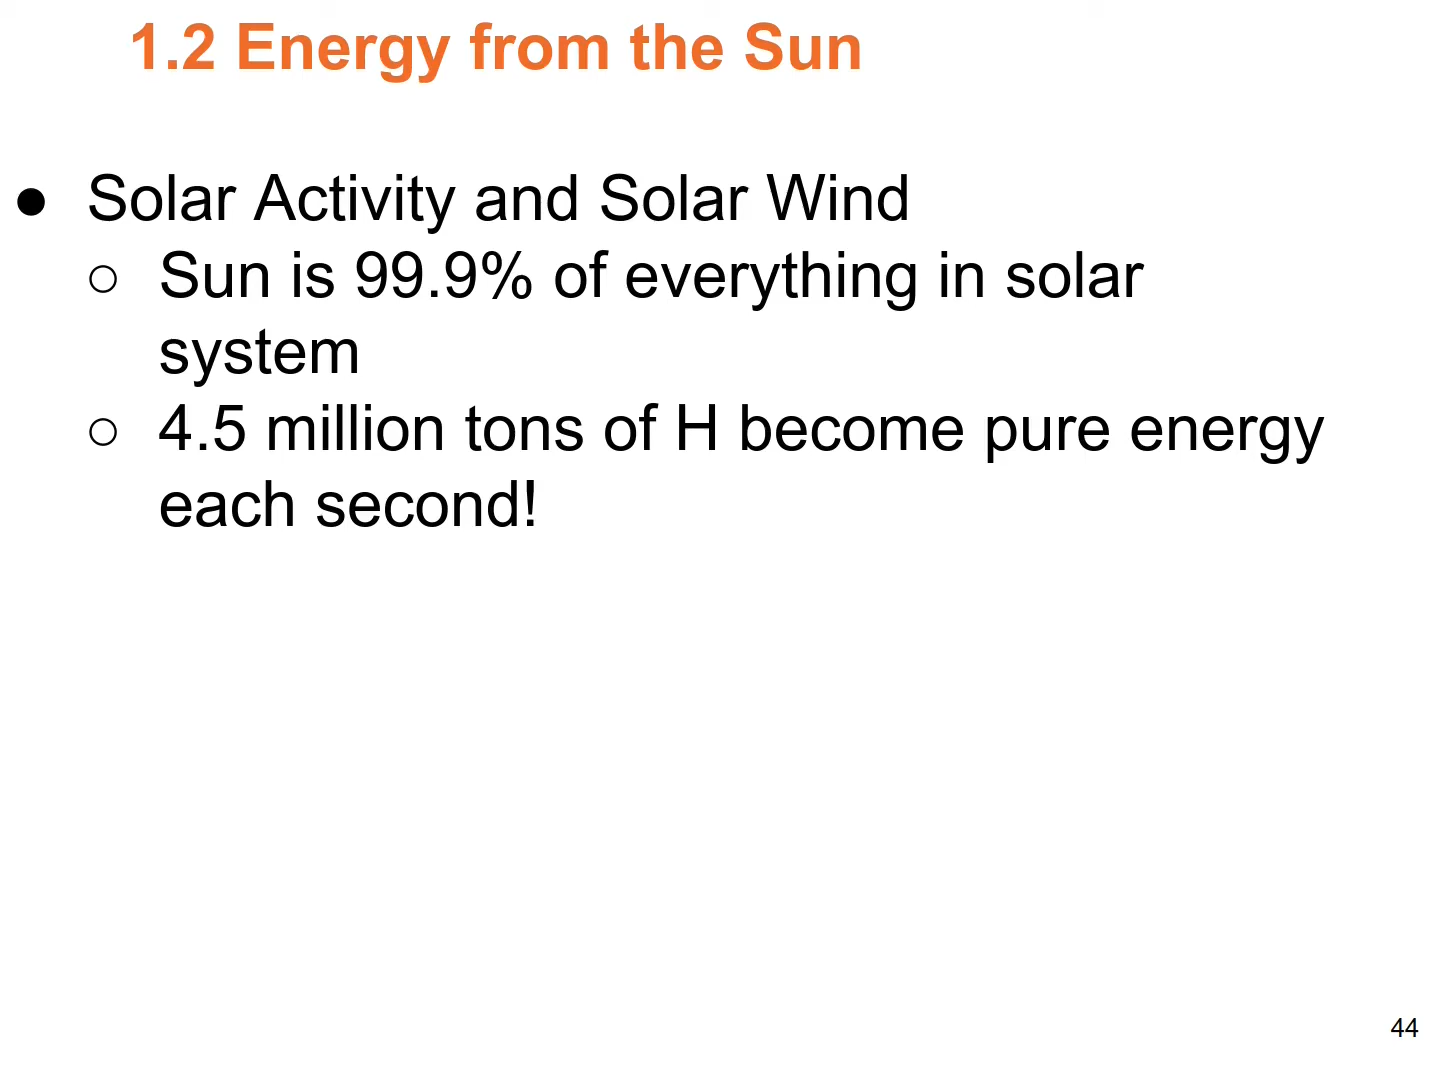 1.2 Energy from the Sun
● Solar Activity and Solar Wind
○ Sun is 99.9% of everything in solar
system
○ 4.5 million tons of H become pure energy
each second!
44